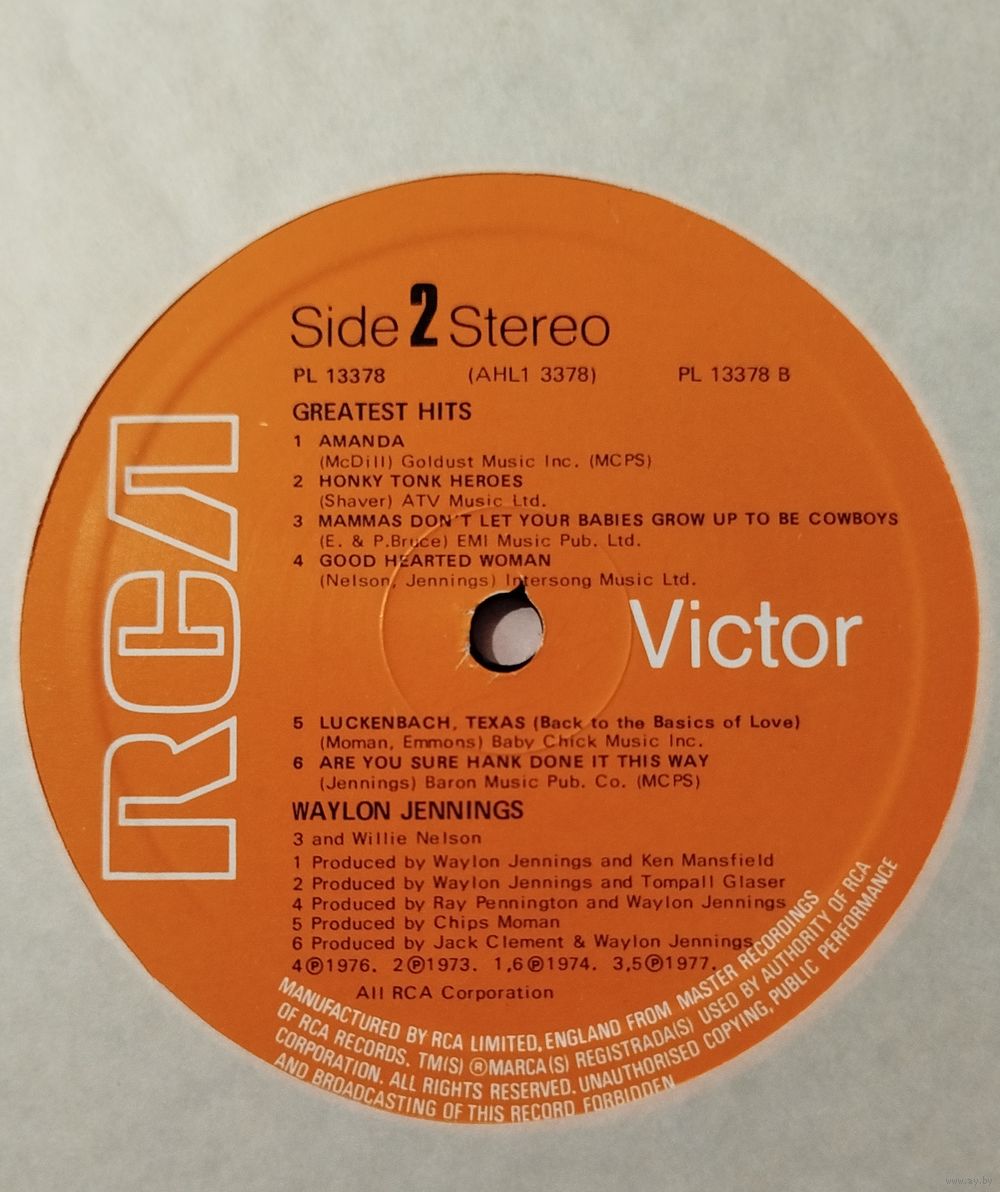 Side 2 Stereo
PL 13378 (AHL1 3378) PL 13378 B
GREATEST HITS
1 AMANDA
(McDill) Goldust Music Inc. (MCPS)
2 HONKY TONK HEROES
(Shaver) ATV Music Ltd.
3 MAMMAS DON'T LET YOUR BABIES GROW UP TO BE COWBOYS
(E. & P.Bruce) EMI Music Pub. Ltd.
4 GOOD HEARTED WOMAN
(Nelson, Jennings) Intersong Music Ltd.
RCA
Victor
5 LUCKENBACH, TEXAS (Back to the Basics of Love)
(Moman, Emmons) Baby Chick Music Inc.
6 ARE YOU SURE HANK DONE IT THIS WAY
(Jennings) Baron Music Pub. Co. (MCPS)
WAYLON JENNINGS
3 and Willie Nelson
1 Produced by Waylon Jennings and Ken Mansfield
2 Produced by Waylon Jennings and Tompall Glaser
4 Produced by Ray Pennington and Waylon Jennings
5 Produced by Chips Moman
6 Produced by Jack Clement & Waylon Jennings
4℗1976. 2℗1973. 1,6℗1974. 3,5℗1977.
All RCA Corporation
MANUFACTURED BY RCA LIMITED, ENGLAND FROM MASTER RECORDINGS
OF RCA RECORDS. TM(S) ®MARCA(S) REGISTRADA(S) USED BY AUTHORITY OF RCA
CORPORATION. ALL RIGHTS RESERVED. UNAUTHORISED COPYING, PUBLIC PERFORMANCE
AND BROADCASTING OF THIS RECORD FORBIDDEN
www.ay.by